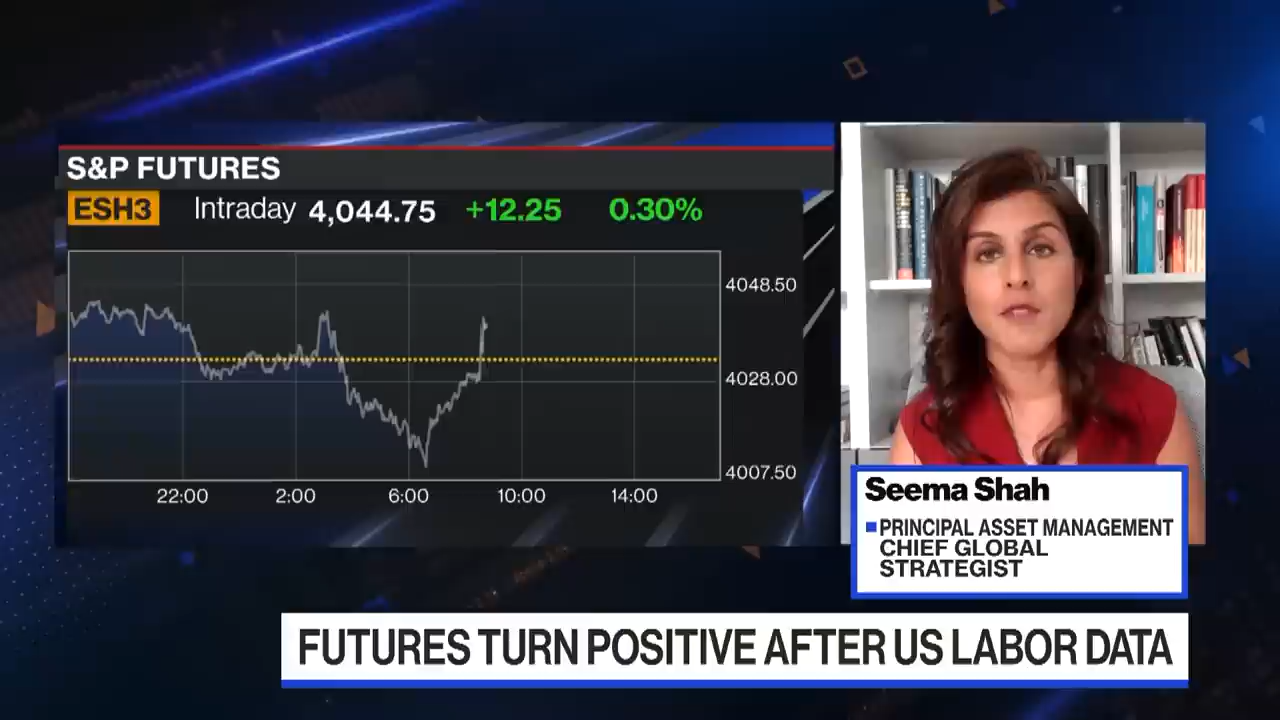 S&P FUTURES
ESH3 Intraday 4,044.75 +12.25 0.30%
4048.50
4028.00
4007.50
22:00 2:00 6:00 10:00 14:00
Seema Shah
PRINCIPAL ASSET MANAGEMENT
CHIEF GLOBAL
STRATEGIST
FUTURES TURN POSITIVE AFTER US LABOR DATA